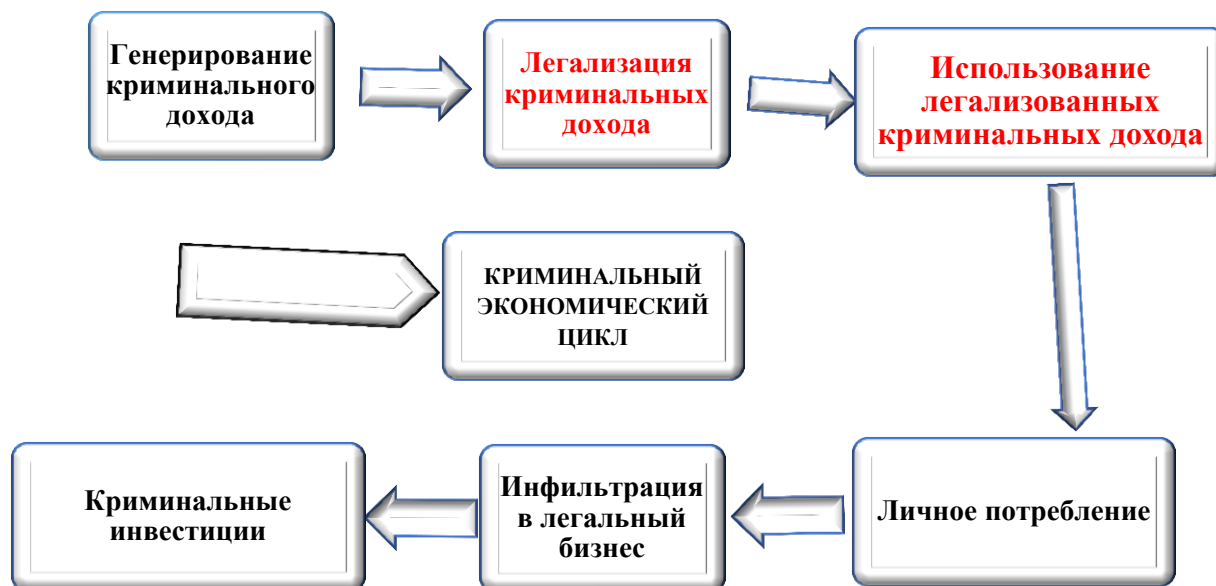 Генерирование
криминального
дохода
Легализация
криминальных
дохода
Использование
легализованных
криминальных дохода
КРИМИНАЛЬНЫЙ
ЭКОНОМИЧЕСКИЙ
ЦИКЛ
Криминальные
инвестиции
Инфильтрация
в легальный
бизнес
Личное потребление